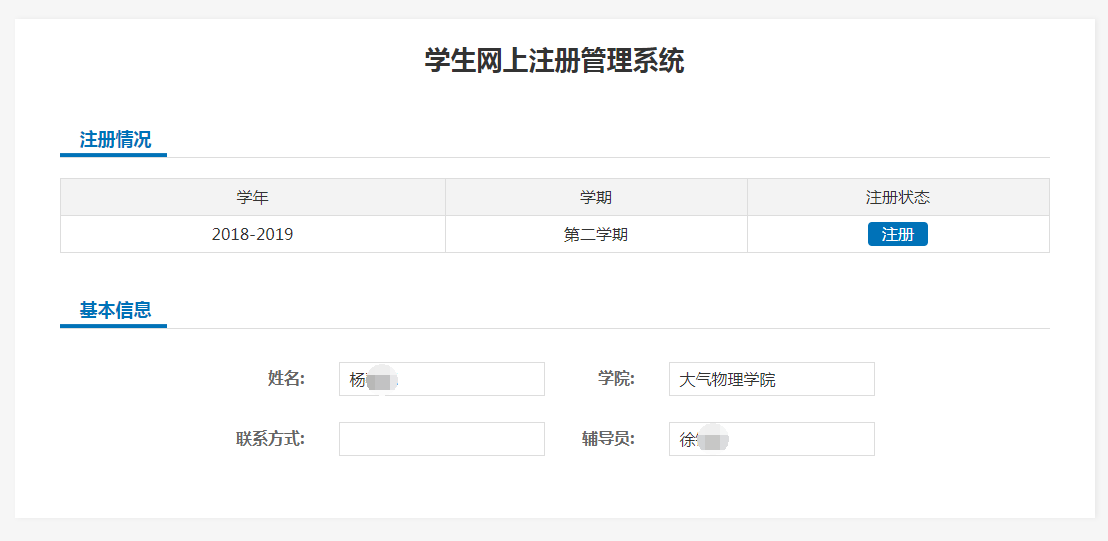 学生网上注册管理系统
注册情况
学年 学期 注册状态
2018-2019 第二学期 注册
基本信息
姓名: 杨 学院: 大气物理学院
联系方式: 辅导员: 徐